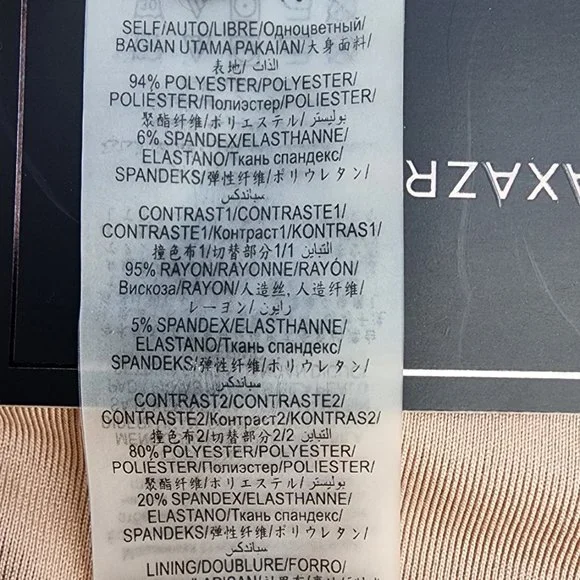 30
SELF/AUTO/LIBRE/Одноцветный/
BAGIAN UTAMA PAKAIAN/大身面料/
表地/ الذات/
94% POLYESTER/POLYESTER/
POLIÉSTER/Полиэстер/POLIESTER/
聚酯纤维/ポリエステル/ بوليستر/
6% SPANDEX/ELASTHANNE/
ELASTANO/Ткань спандекс/
SPANDEKS/弹性纤维/ポリウレタン/
سباندكس
CONTRAST1/CONTRASTE1/
CONTRASTE1/Контраст1/KONTRAS1/
撞色布1/切替部分1/1 التباين
95% RAYON/RAYONNE/RAYÓN/
Вискоза/RAYON/人造丝, 人造纤维/
レーヨン/ رايون/
5% SPANDEX/ELASTHANNE/
ELASTANO/Ткань спандекс/
SPANDEKS/弹性纤维/ポリウレタン/
سباندكس
CONTRAST2/CONTRASTE2/
CONTRASTE2/Контраст2/KONTRAS2/
撞色布2/切替部分2/2 التباين
80% POLYESTER/POLYESTER/
POLIÉSTER/Полиэстер/POLIESTER/
聚酯纤维/ポリエステル/ بوليستر/
20% SPANDEX/ELASTHANNE/
ELASTANO/Ткань спандекс/
SPANDEKS/弹性纤维/ポリウレタン/
سباندكس
LINING/DOUBLURE/FORRO/
AXAZR